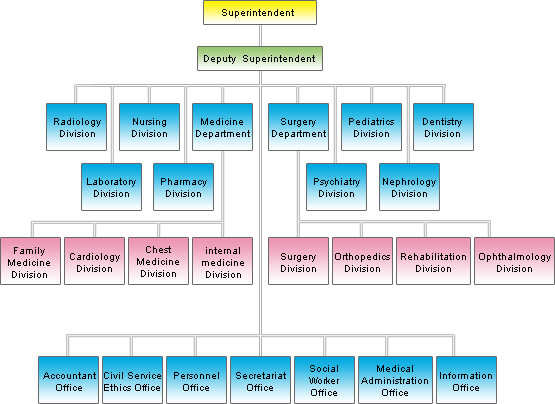 Superintendent
Deputy Superintendent
Radiology
Division
Nursing
Division
Medicine
Department
Surgery
Department
Pediatrics
Division
Dentistry
Division
Laboratory
Division
Pharmacy
Division
Psychiatry
Division
Nephrology
Division
Family
Medicine
Division
Cardiology
Division
Chest
Medicine
Division
internal
medicine
Division
Surgery
Division
Orthopedics
Division
Rehabilitation
Division
Ophthalmology
Division
Accountant
Office
Civil Service
Ethics Office
Personnel
Office
Secretariat
Office
Social
Worker
Office
Medical
Administration
Office
Information
Office